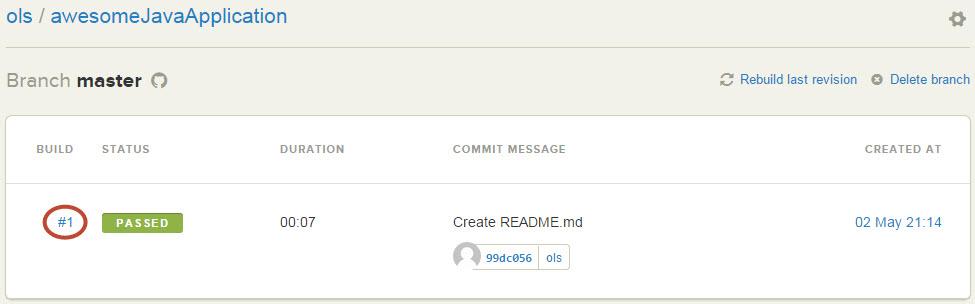 ols / awesomeJavaApplication
Branch master
Rebuild last revision
Delete branch
BUILD STATUS DURATION COMMIT MESSAGE CREATED AT
#1 PASSED 00:07 Create README.md 02 May 21:14
99dc056 ols